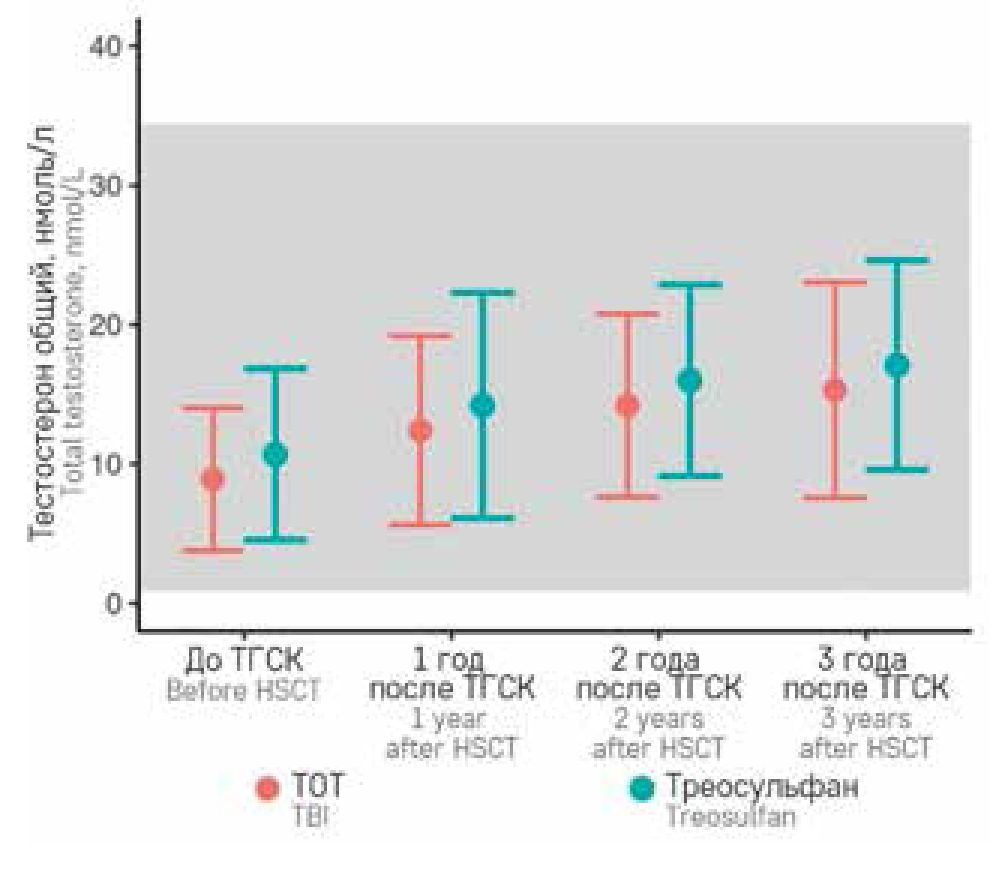 Тестостерон общий, нмоль/л
Total testosterone, nmol/L
40
30
20
10
0
До ТГСК
Before HSCT
1 год
после ТГСК
1 year
after HSCT
2 года
после ТГСК
2 years
after HSCT
3 года
после ТГСК
3 years
after HSCT
ТОТ
TBI
Треосульфан
Treosulfan